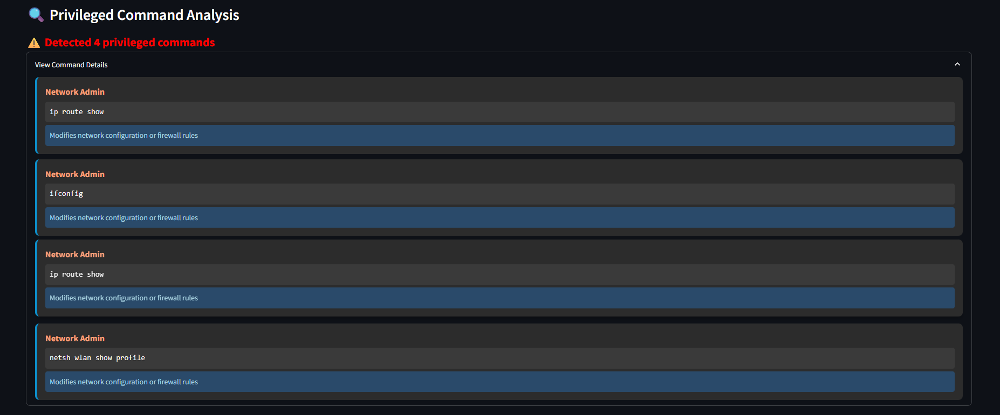 Privileged Command Analysis
Detected 4 privileged commands
View Command Details
Network Admin
ip route show
Modifies network configuration or firewall rules
Network Admin
ifconfig
Modifies network configuration or firewall rules
Network Admin
ip route show
Modifies network configuration or firewall rules
Network Admin
netsh wlan show profile
Modifies network configuration or firewall rules